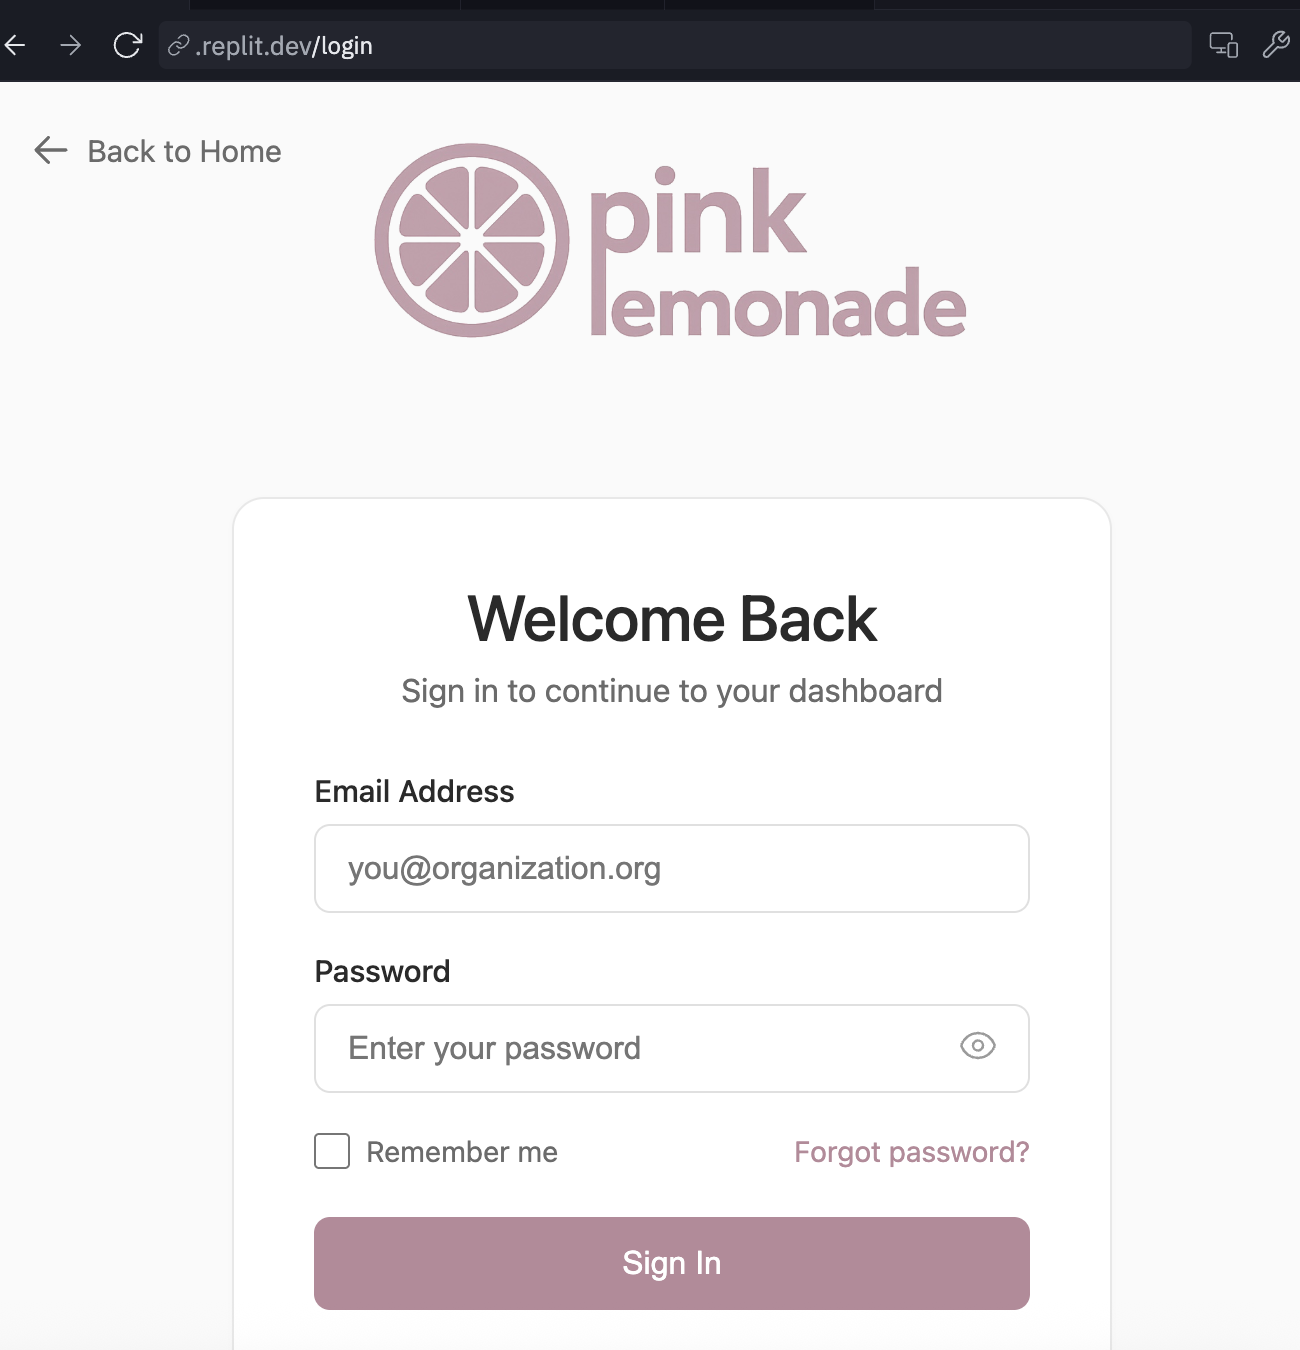 .replit.dev/login
Back to Home
pink
lemonade
Welcome Back
Sign in to continue to your dashboard
Email Address
you@organization.org
Password
Enter your password
Remember me
Forgot password?
Sign In